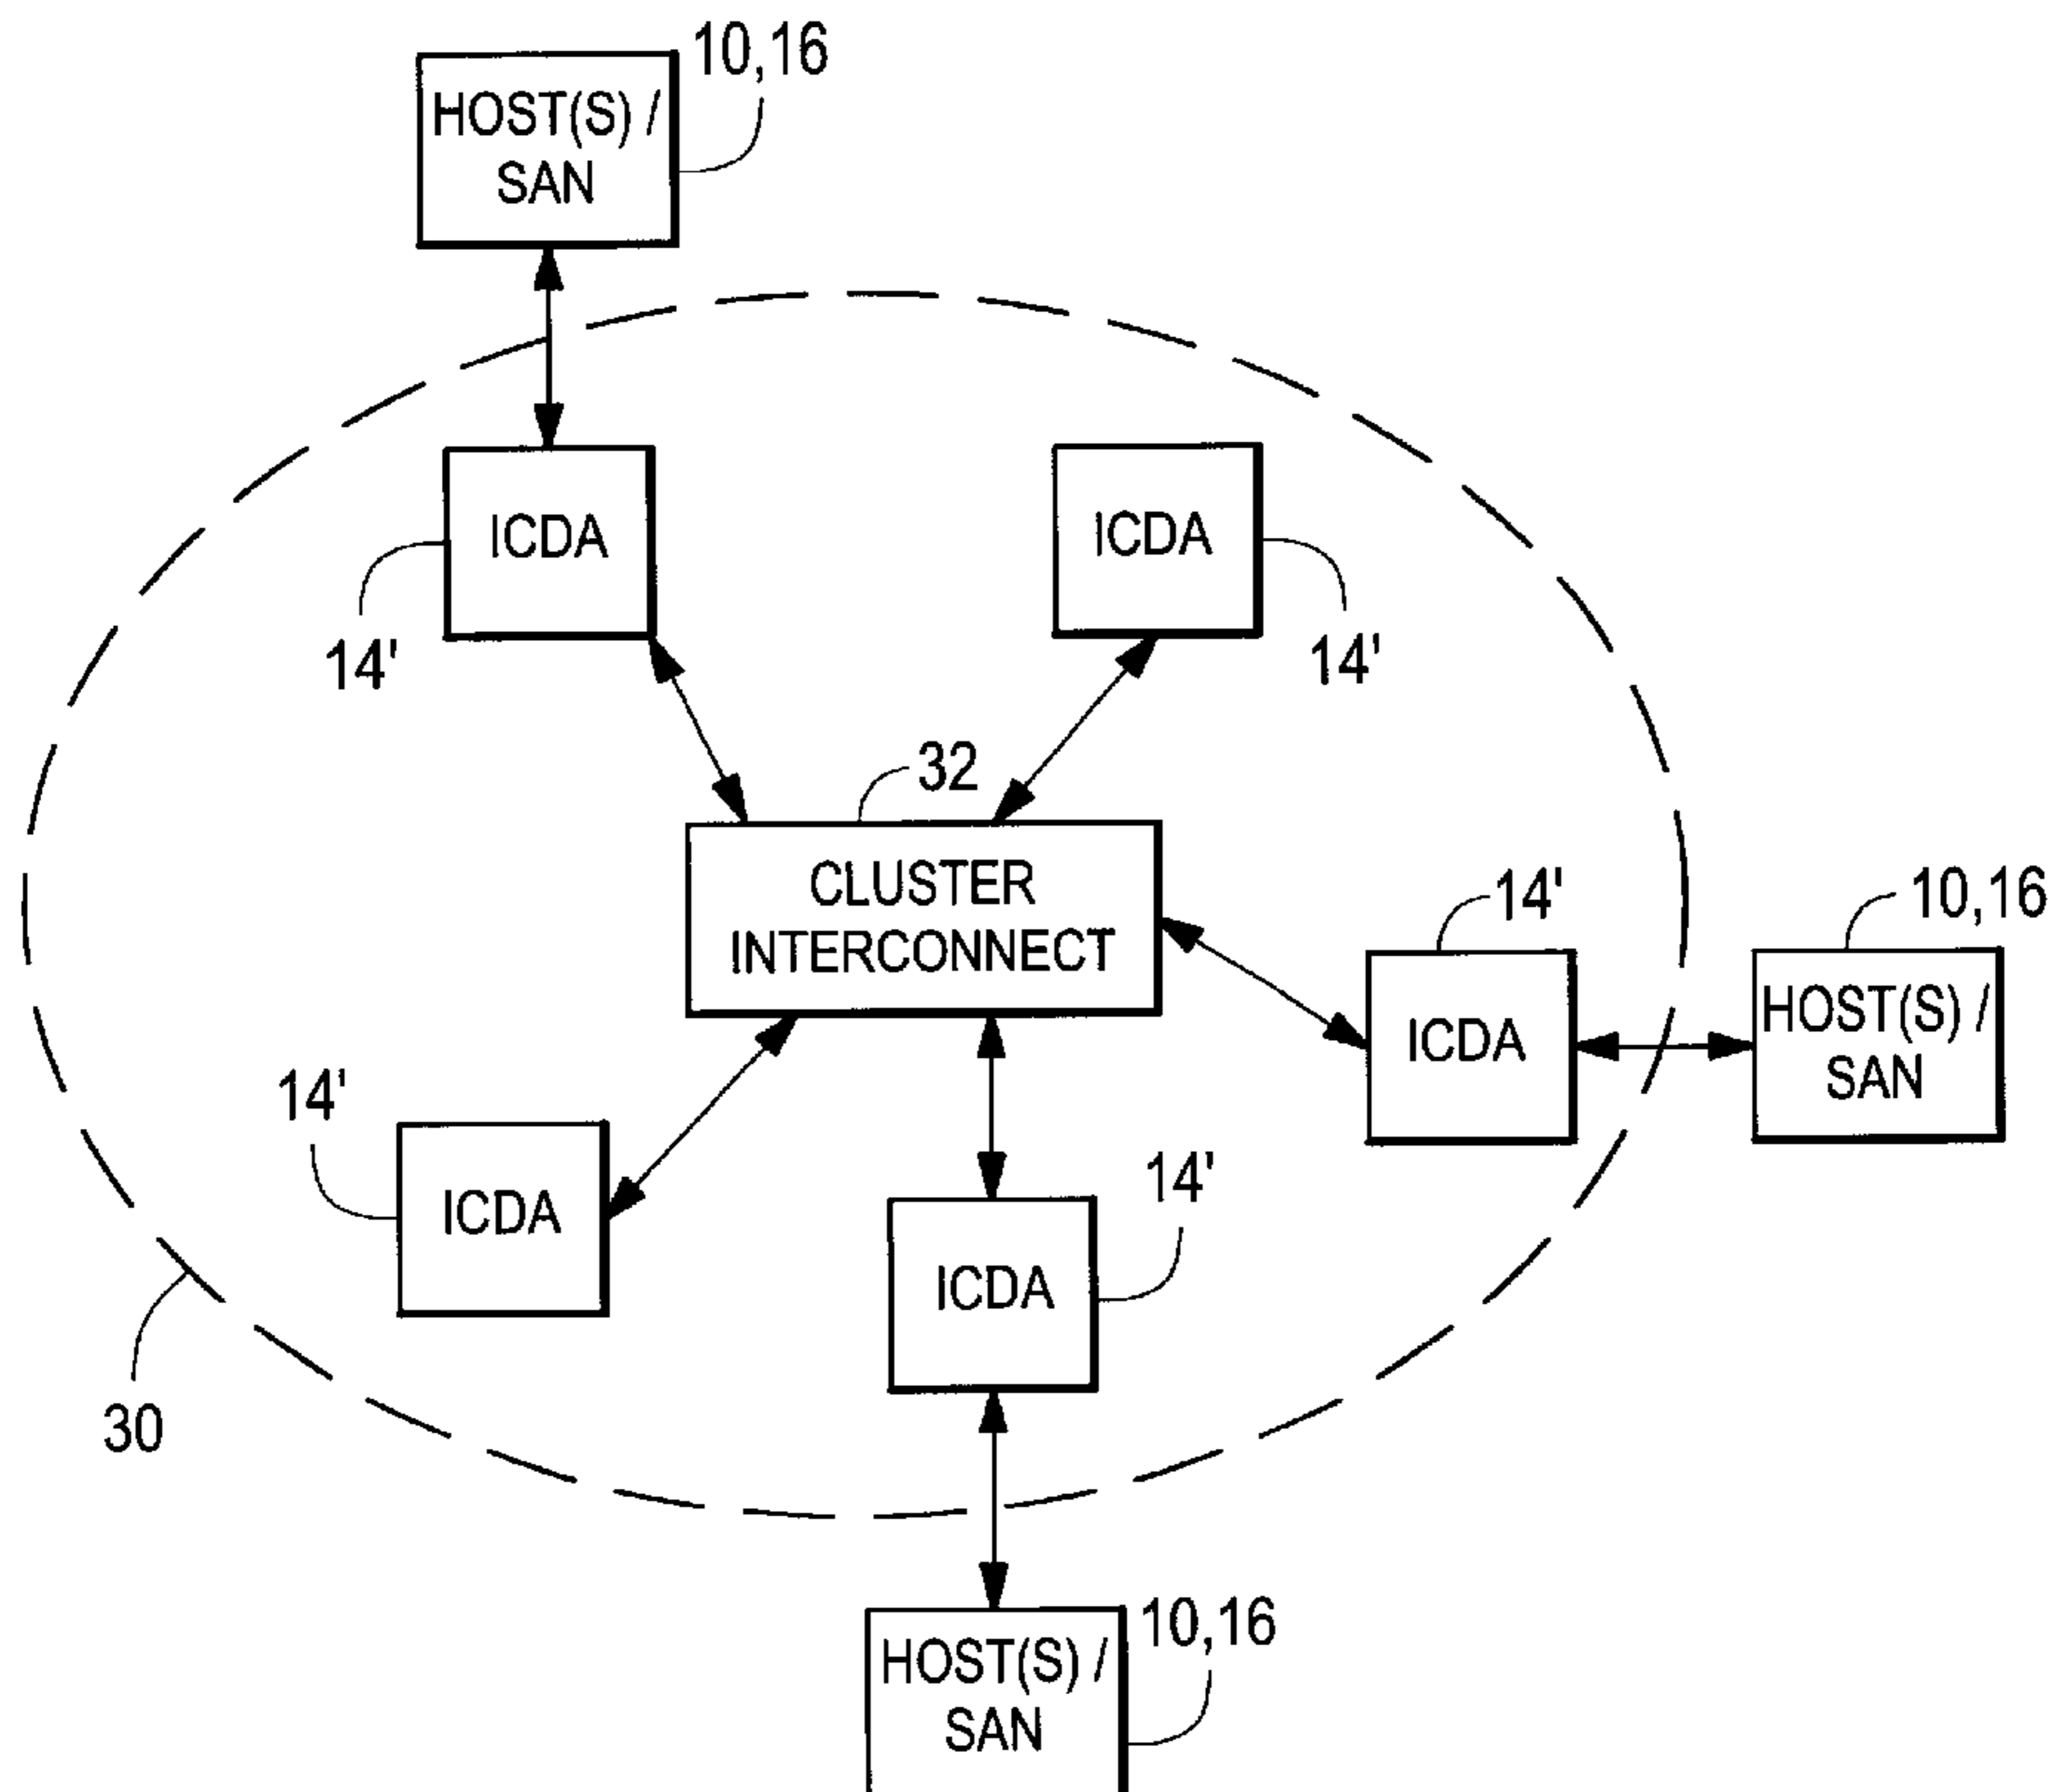 10,16
HOST(S) /
SAN
ICDA
14'
ICDA
14'
32
CLUSTER
INTERCONNECT
14'
ICDA
10,16
HOST(S) /
SAN
14'
ICDA
14'
ICDA
30
10,16
HOST(S) /
SAN